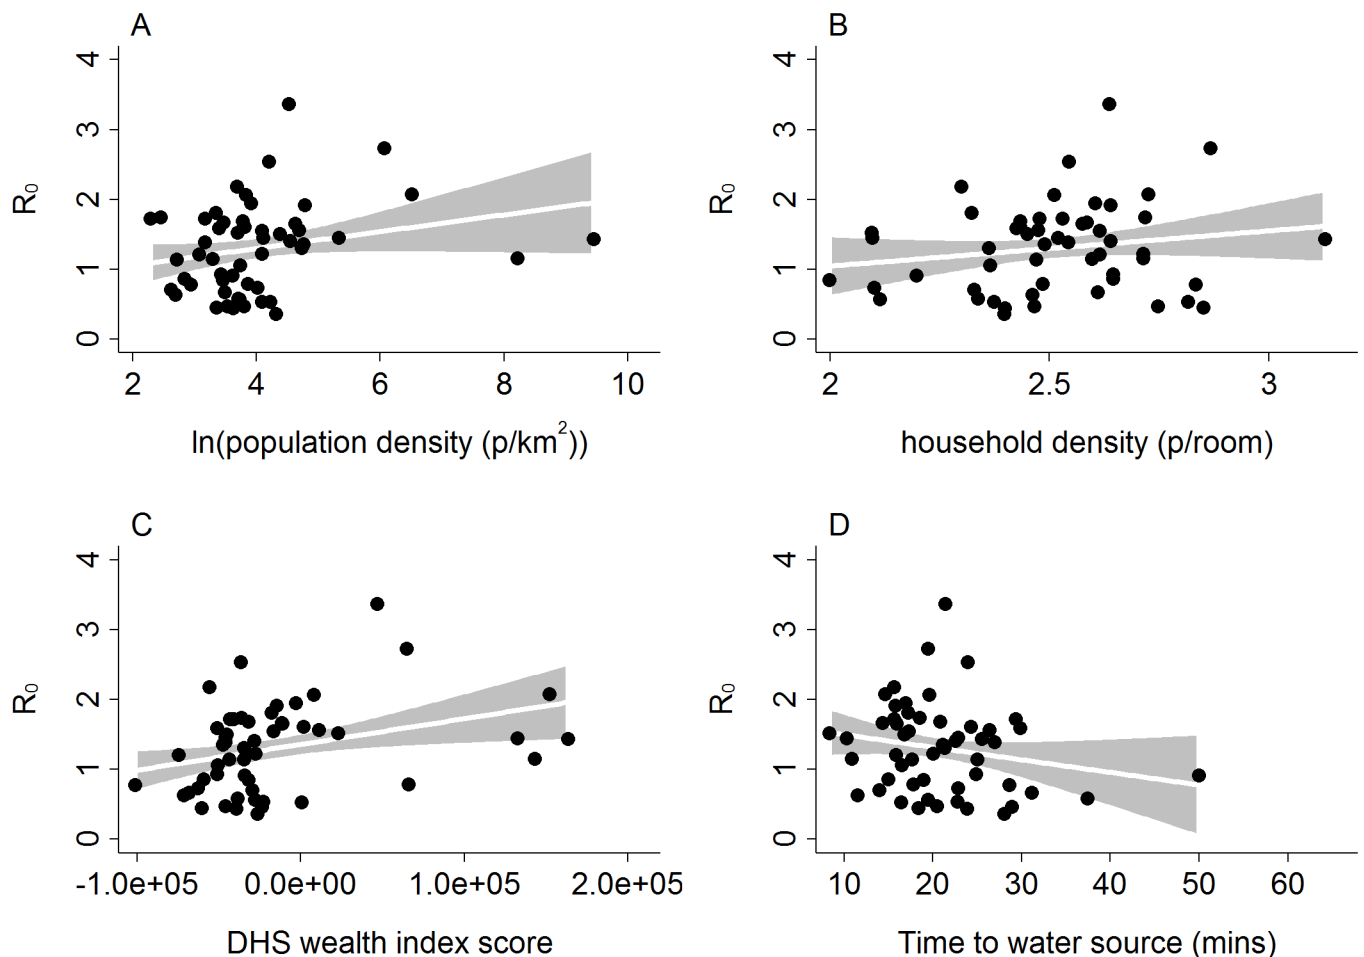 A
4
3
2
1
0
R₀
2 4 6 8 10
ln(population density (p/km²))
B
4
3
2
1
0
R₀
2 2.5 3
household density (p/room)
C
4
3
2
1
0
R₀
-1.0e+05 0.0e+00 1.0e+05 2.0e+05
DHS wealth index score
D
4
3
2
1
0
R₀
10 20 30 40 50 60
Time to water source (mins)